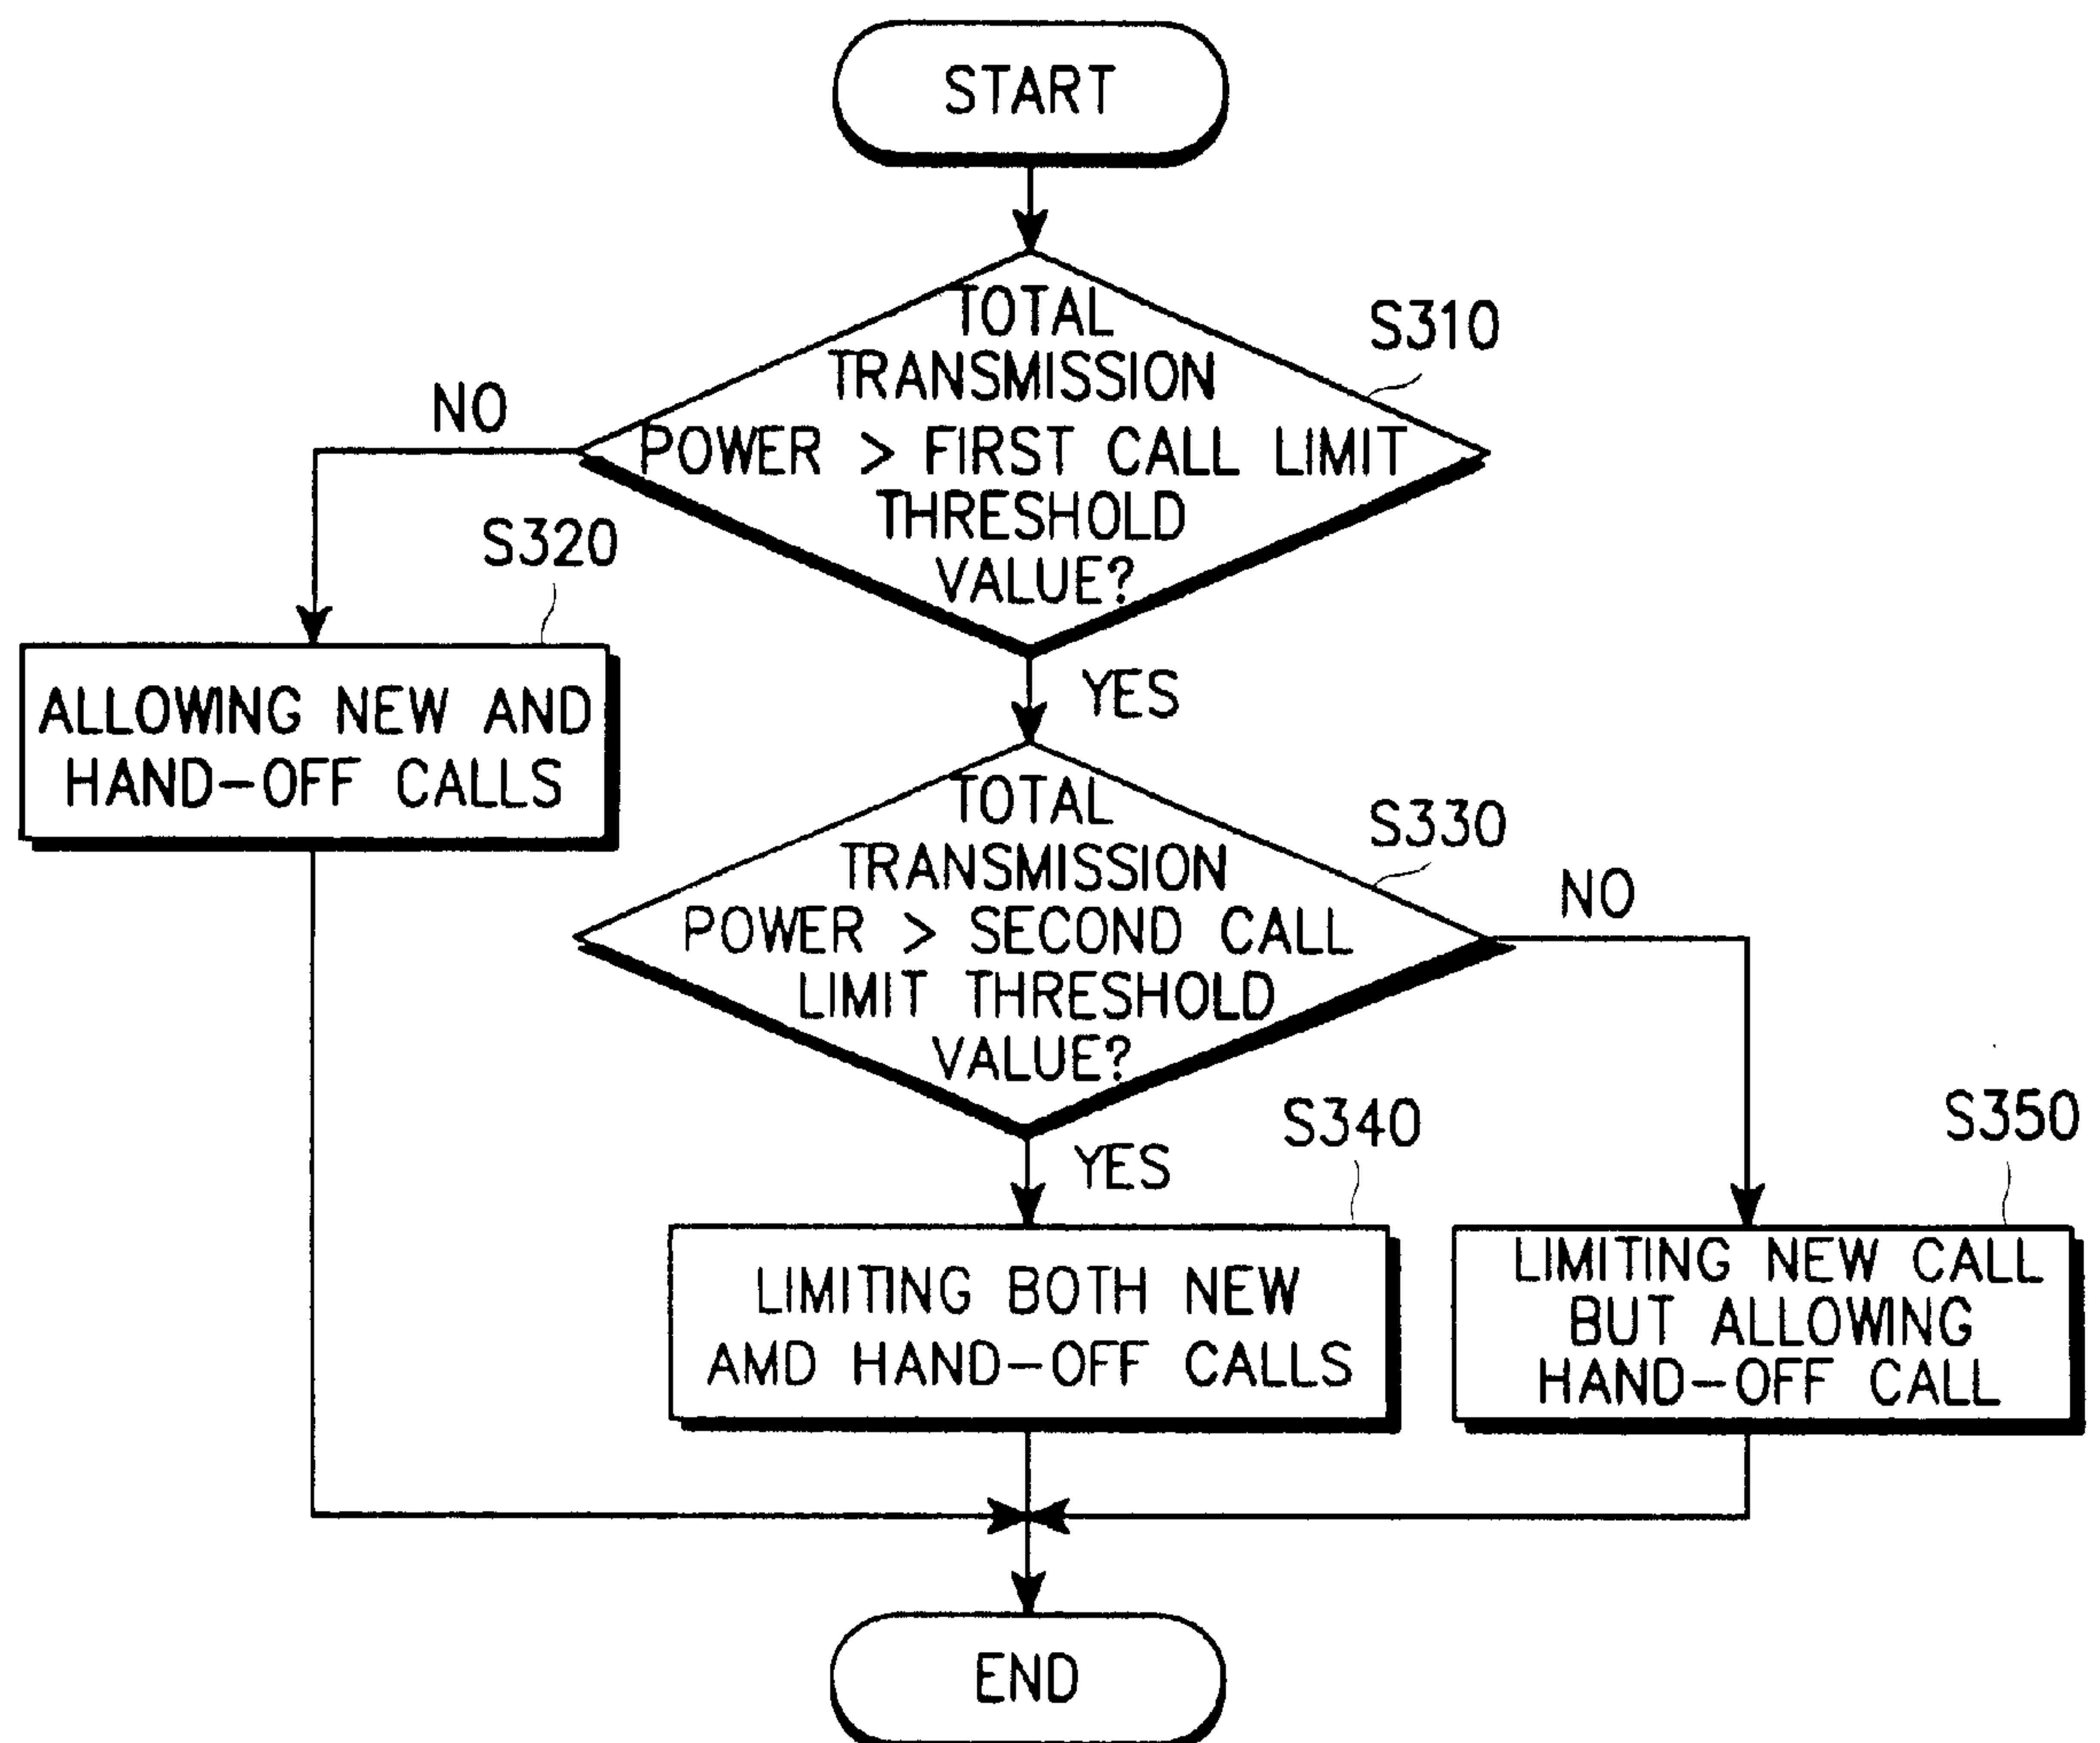 START
TOTAL
TRANSMISSION
POWER > FIRST CALL LIMIT
THRESHOLD
VALUE?
S310
NO
YES
S320
ALLOWING NEW AND
HAND-OFF CALLS
TOTAL
TRANSMISSION
POWER > SECOND CALL
LIMIT THRESHOLD
VALUE?
S330
NO
YES
S340
LIMITING BOTH NEW
AMD HAND-OFF CALLS
S350
LIMITING NEW CALL
BUT ALLOWING
HAND-OFF CALL
END